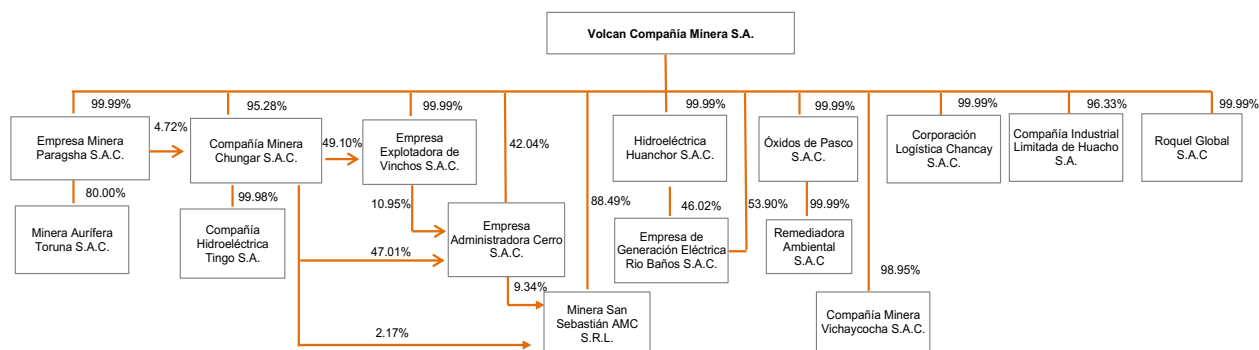 Volcan Compañía Minera S.A.
99.99%
95.28%
99.99%
99.99%
99.99%
99.99%
96.33%
99.99%
Empresa Minera
Paragsha S.A.C.
4.72%
Compañía Minera
Chungar S.A.C.
49.10%
Empresa
Explotadora de
Vinchos S.A.C.
42.04%
Hidroeléctrica
Huanchor S.A.C.
Óxidos de Pasco
S.A.C.
Corporación
Logística Chancay
S.A.C.
Compañía Industrial
Limitada de Huacho
S.A.
Roquel Global
S.A.C
80.00%
99.98%
10.95%
88.49%
46.02%
53.90%
99.99%
Minera Aurífera
Toruna S.A.C.
Compañía
Hidroeléctrica
Tingo S.A.
47.01%
Empresa
Administradora Cerro
S.A.C.
Empresa de
Generación Eléctrica
Rio Baños S.A.C.
Remediadora
Ambiental
S.A.C
98.95%
9.34%
2.17%
Minera San
Sebastián AMC
S.R.L.
Compañía Minera
Vichaycocha S.A.C.